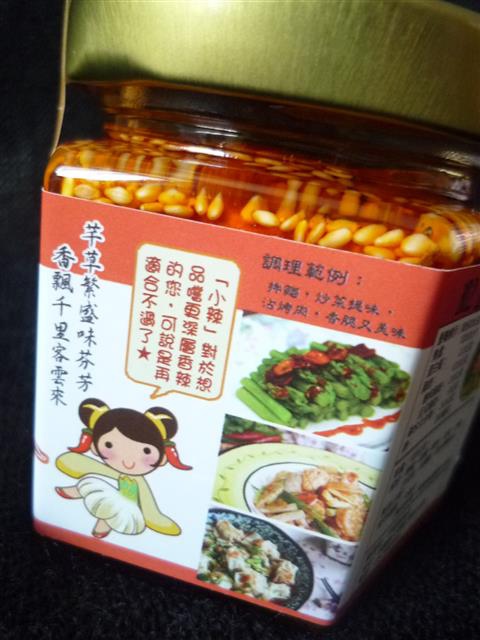 芊草繁盛味芬芳
香飄千里客雲來
「小辣」對於想
品嚐更深層香辣
的您，可說是再
適合不過了★
調理範例：
拌麵，炒菜提味，
沾烤肉，香脆又美味